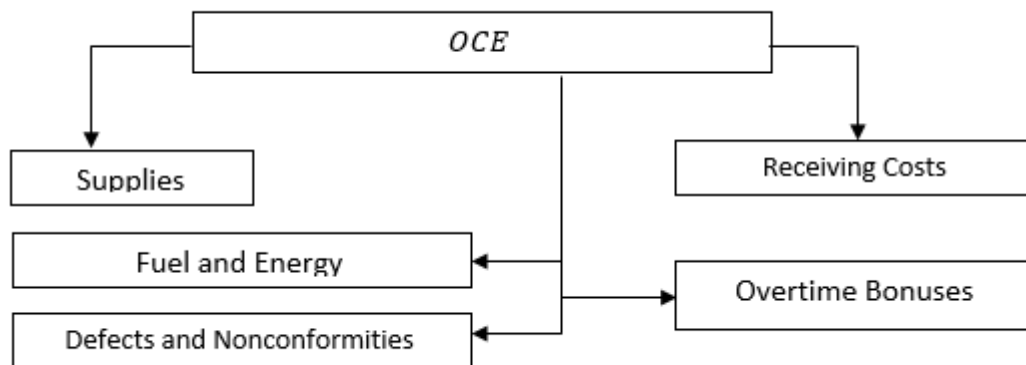 OCE
Supplies
Receiving Costs
Fuel and Energy
Overtime Bonuses
Defects and Nonconformities